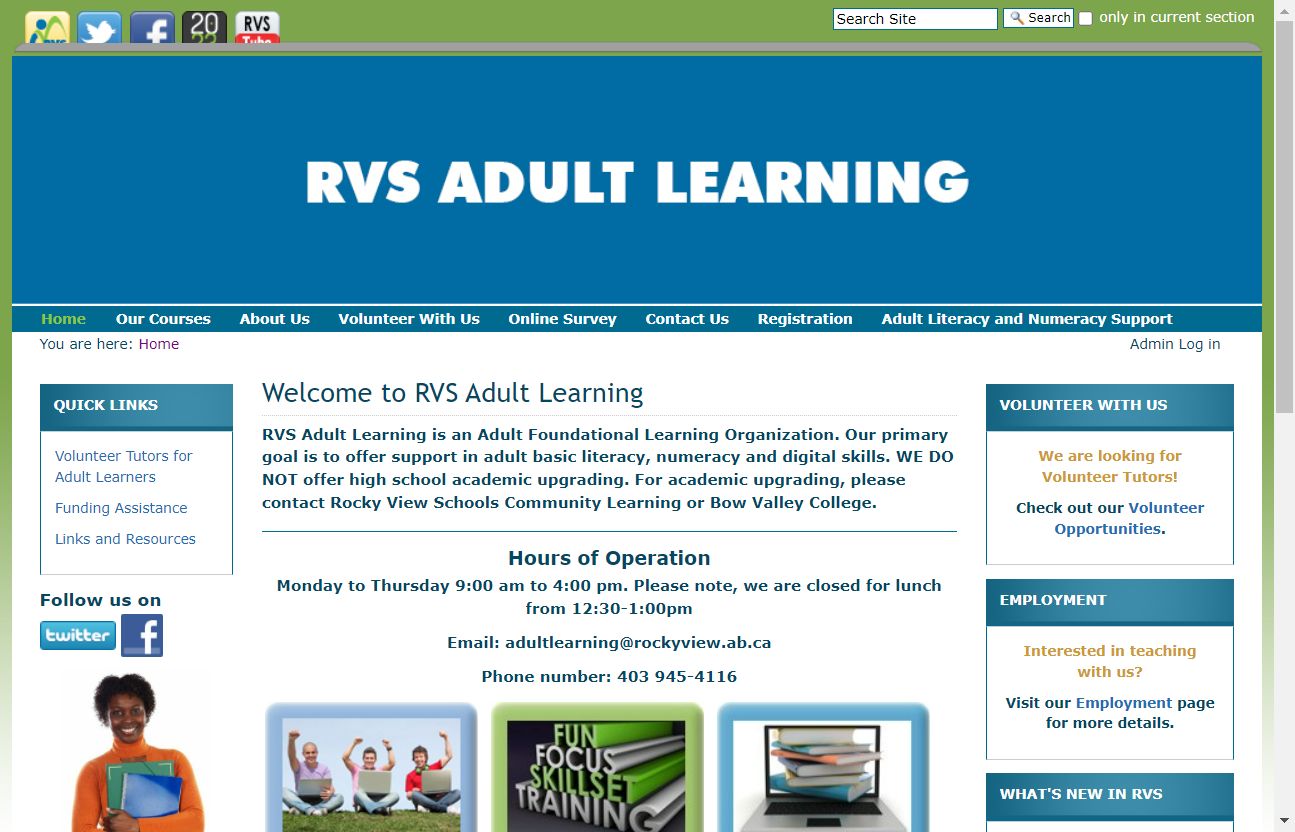 RVS
20
22
RVS
Tube
Search Site
Search
only in current section
RVS ADULT LEARNING
Home
Our Courses
About Us
Volunteer With Us
Online Survey
Contact Us
Registration
Adult Literacy and Numeracy Support
You are here: Home
Admin Log in
QUICK LINKS
Volunteer Tutors for
Adult Learners
Funding Assistance
Links and Resources
Follow us on
twitter
Welcome to RVS Adult Learning
RVS Adult Learning is an Adult Foundational Learning Organization. Our primary
goal is to offer support in adult basic literacy, numeracy and digital skills. WE DO
NOT offer high school academic upgrading. For academic upgrading, please
contact Rocky View Schools Community Learning or Bow Valley College.
Hours of Operation
Monday to Thursday 9:00 am to 4:00 pm. Please note, we are closed for lunch
from 12:30-1:00pm
Email: adultlearning@rockyview.ab.ca
Phone number: 403 945-4116
FUN
FOCUS
SKILLSET
TRAINING
VOLUNTEER WITH US
We are looking for
Volunteer Tutors!
Check out our Volunteer
Opportunities.
EMPLOYMENT
Interested in teaching
with us?
Visit our Employment page
for more details.
WHAT'S NEW IN RVS